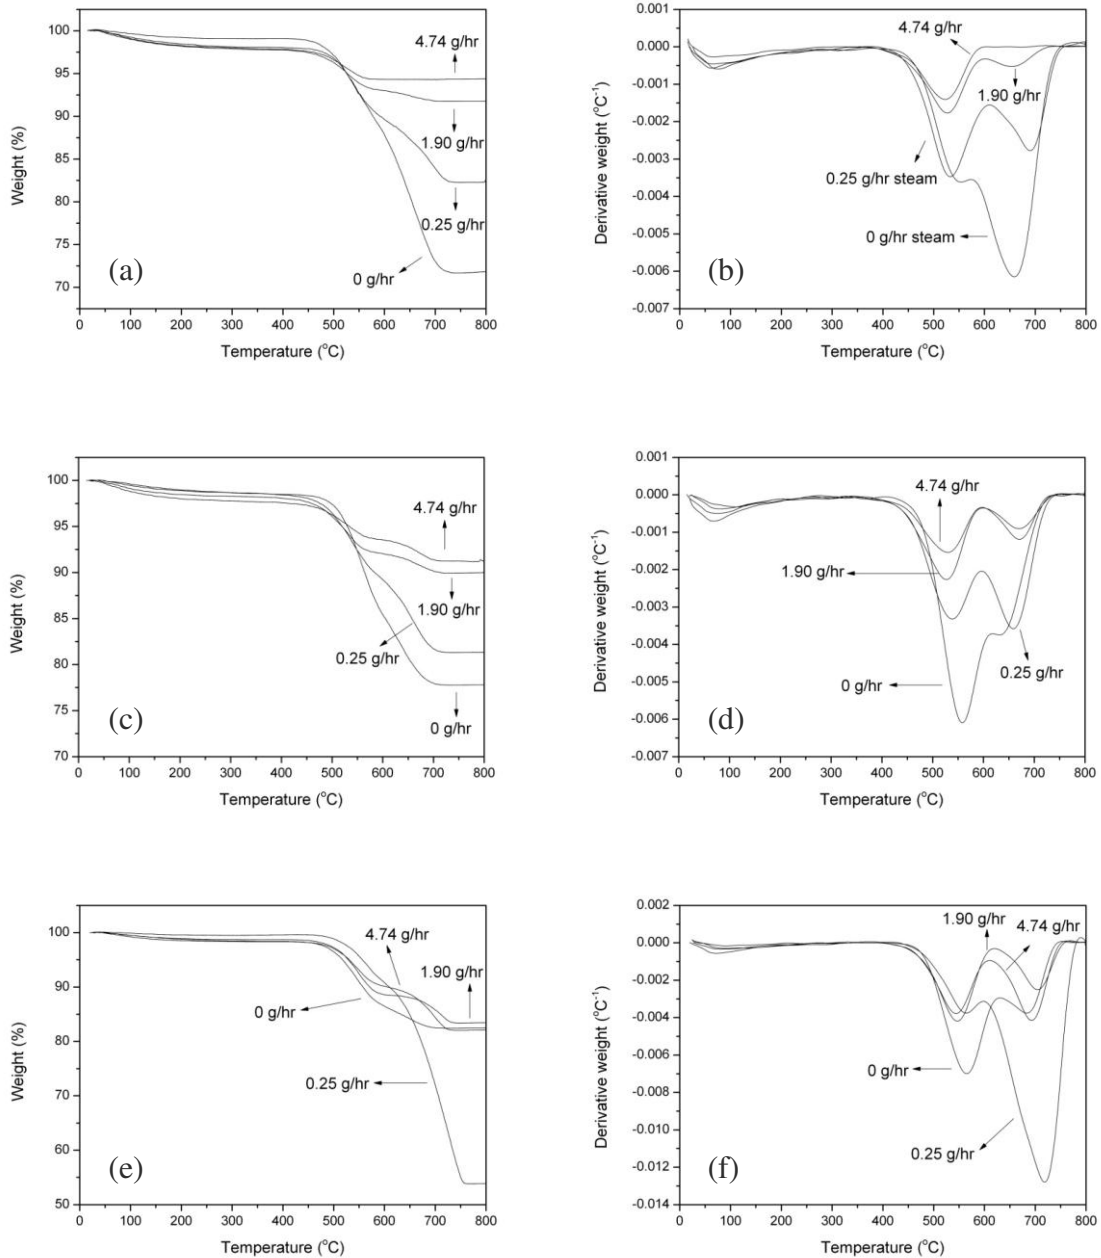 100
95
90
85
80
75
70
0 100 200 300 400 500 600 700 800
Weight (%)
Temperature (°C)
4.74 g/hr
1.90 g/hr
0.25 g/hr
0 g/hr
(a)
0.001
0.000
-0.001
-0.002
-0.003
-0.004
-0.005
-0.006
-0.007
0 100 200 300 400 500 600 700 800
Derivative weight (°C⁻¹)
Temperature (°C)
4.74 g/hr
1.90 g/hr
0.25 g/hr steam
0 g/hr steam
(b)
100
95
90
85
80
75
70
0 100 200 300 400 500 600 700 800
Weight (%)
Temperature (°C)
4.74 g/hr
1.90 g/hr
0.25 g/hr
0 g/hr
(c)
0.001
0.000
-0.001
-0.002
-0.003
-0.004
-0.005
-0.006
-0.007
0 100 200 300 400 500 600 700 800
Derivative weight (°C⁻¹)
Temperature (°C)
4.74 g/hr
1.90 g/hr
0.25 g/hr
0 g/hr
(d)
100
90
80
70
60
50
0 100 200 300 400 500 600 700 800
Weight (%)
Temperature (°C)
4.74 g/hr
1.90 g/hr
0 g/hr
0.25 g/hr
(e)
0.002
0.000
-0.002
-0.004
-0.006
-0.008
-0.010
-0.012
-0.014
0 100 200 300 400 500 600 700 800
Derivative weight (°C⁻¹)
Temperature (°C)
1.90 g/hr
4.74 g/hr
0 g/hr
0.25 g/hr
(f)